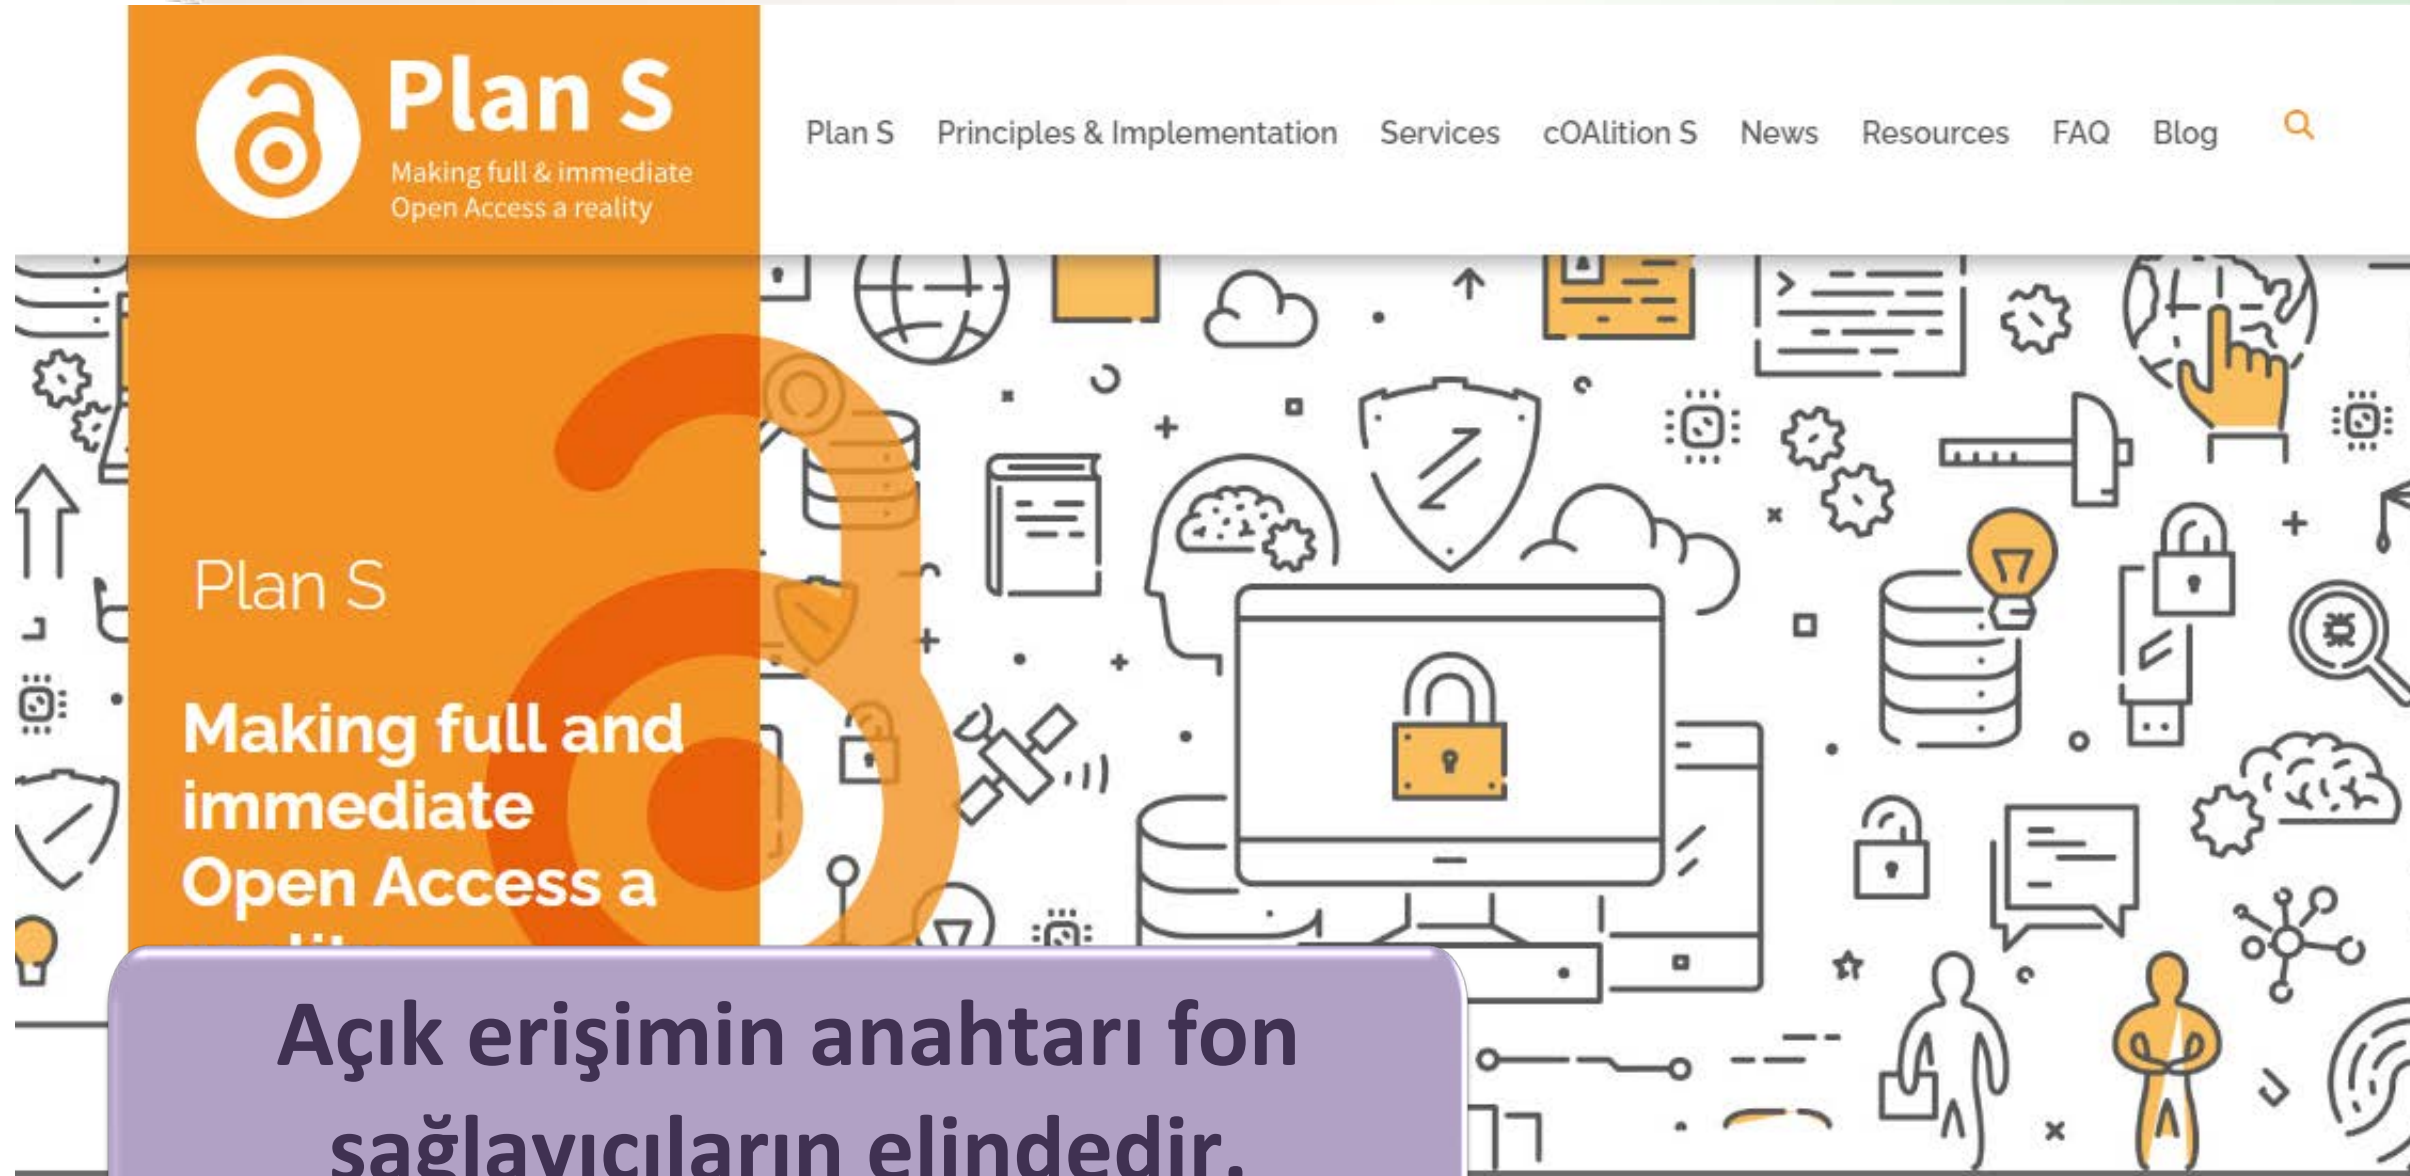 Plan S
Making full & immediate
Open Access a reality
Plan S Principles & Implementation Services cOAlition S News Resources FAQ Blog
Plan S
Making full and
immediate
Open Access a
Açık erişimin anahtarı fon
sağlayıcıların elindedir.